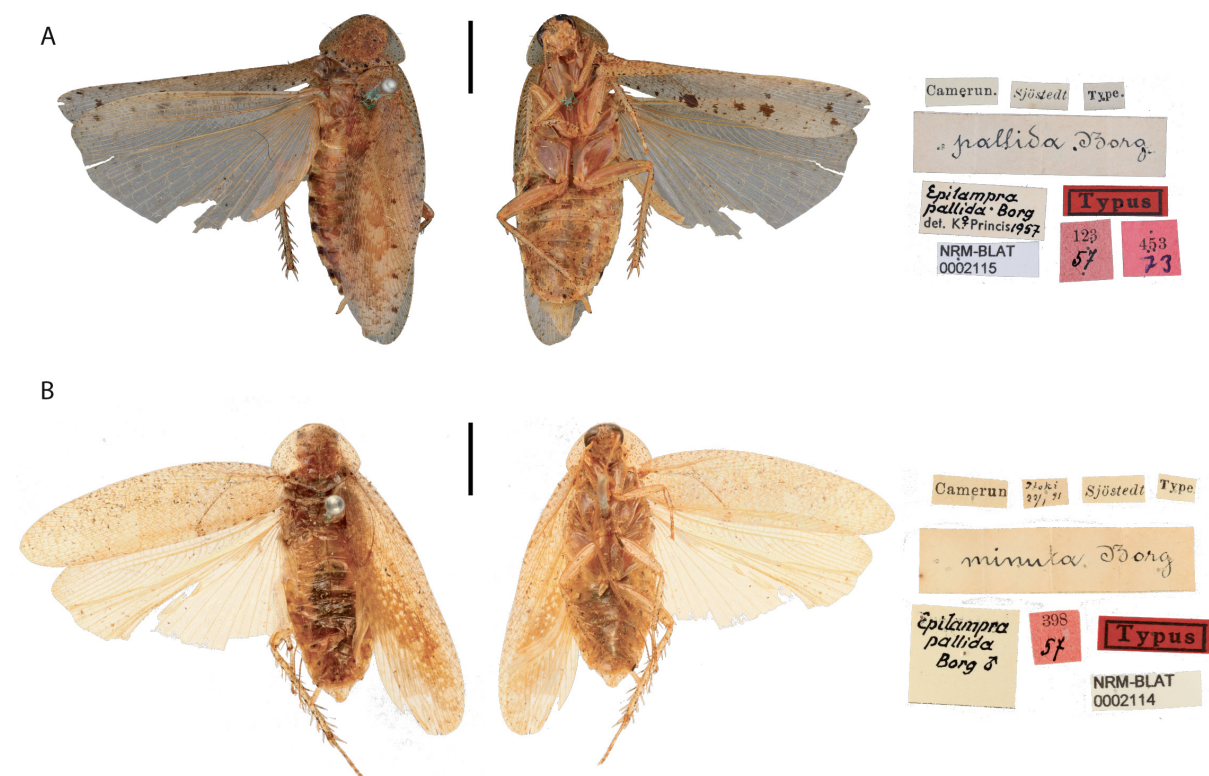 A
Camerun.
Sjöstedt
Type.
pallida Borg.
Epilampra
pallida Borg
det. K. Princis 1957
♀
Typus
NRM-BLAT
0002115
123
57
453
73
B
Camerun
Sjöstedt
Type
minuta Borg
Epilampra
pallida
Borg ♂
398
57
Typus
NRM-BLAT
0002114